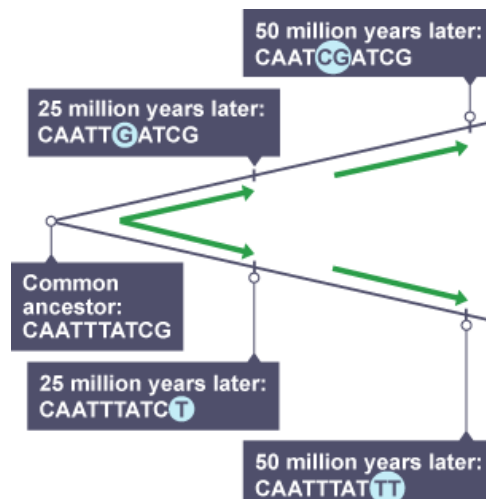 50 million years later:
CAATCGATCG
25 million years later:
CAATTGATCG
Common
ancestor:
CAATTTATCG
25 million years later:
CAATTTATCT
50 million years later:
CAATTTATTT